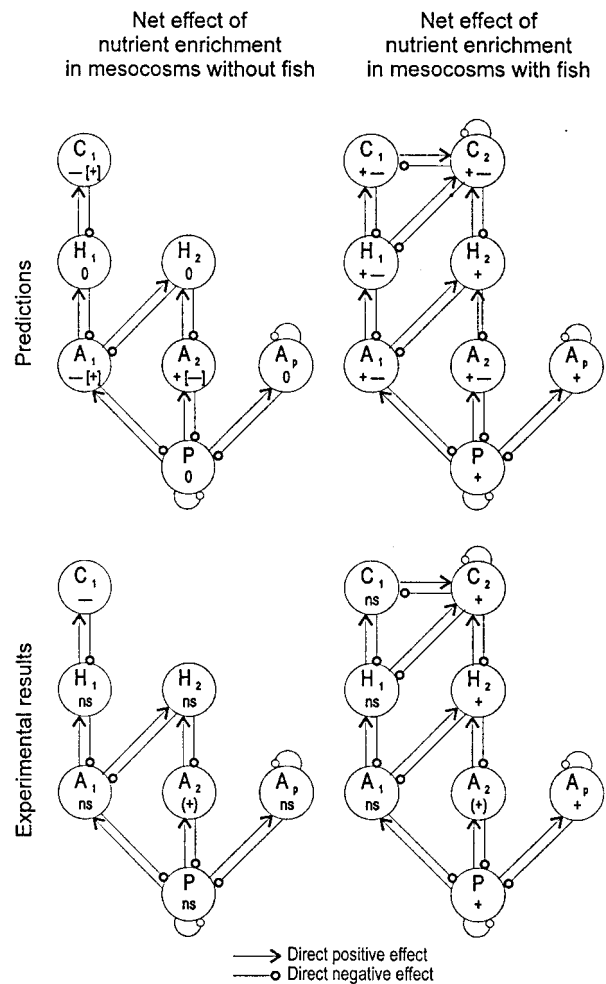 Net effect of
nutrient enrichment
in mesocosms without fish
Net effect of
nutrient enrichment
in mesocosms with fish
Predictions
C₁
— [+]
H₁
0
H₂
0
A₁
— [+]
A₂
+ [—]
Aₚ
0
P
0
C₁
+ —
C₂
+ —
H₁
+ —
H₂
+
A₁
+ —
A₂
+ —
Aₚ
+
P
+
Experimental results
C₁
—
H₁
ns
H₂
ns
A₁
ns
A₂
(+)
Aₚ
ns
P
ns
C₁
ns
C₂
+
H₁
ns
H₂
+
A₁
ns
A₂
(+)
Aₚ
+
P
+
Direct positive effect
Direct negative effect